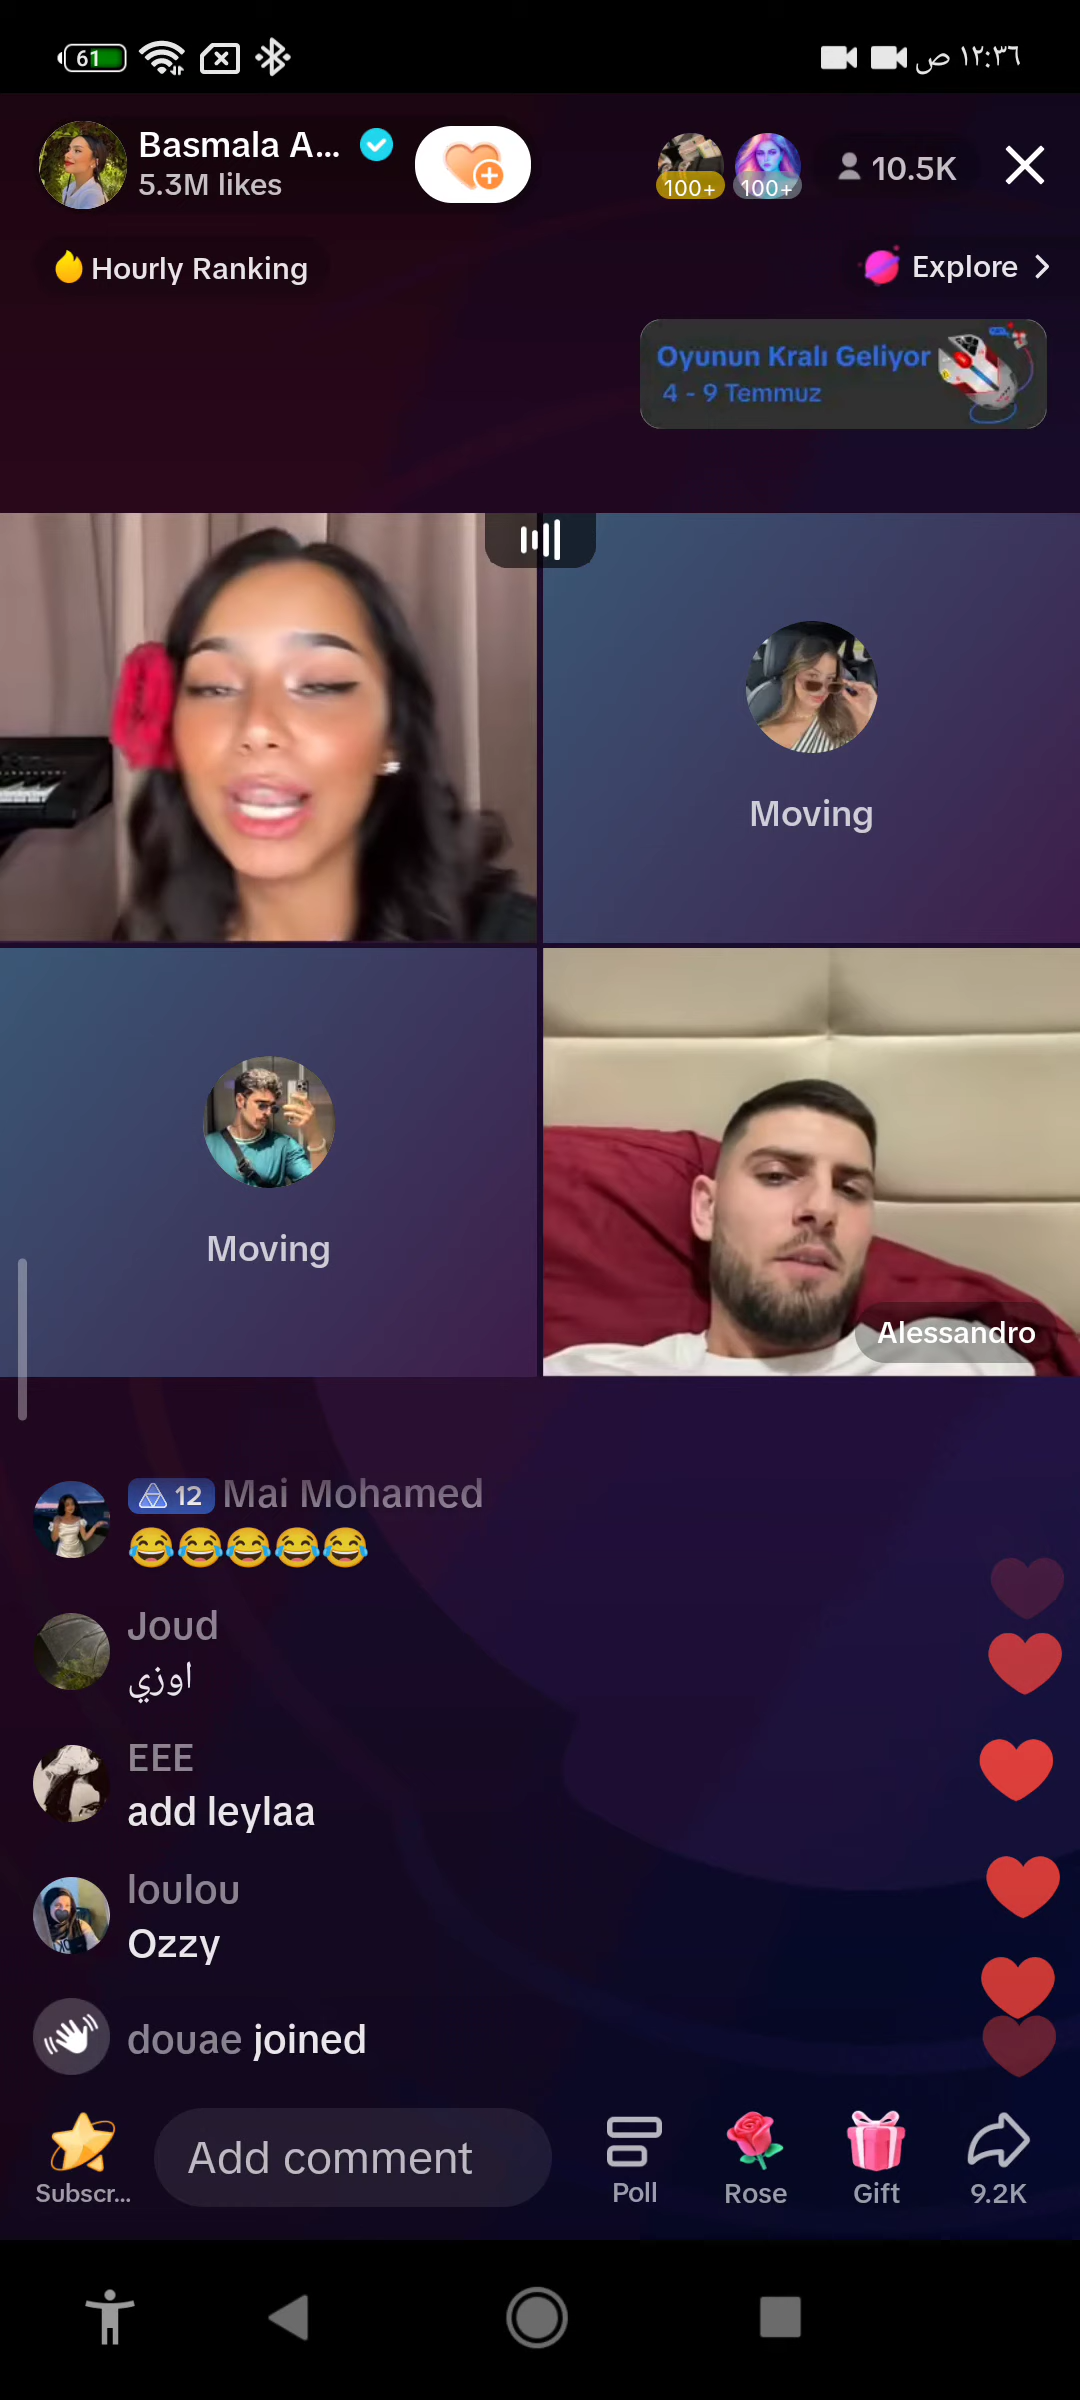 61
١٢:٣٦ ص
Basmala A...
5.3M likes
100+
100+
10.5K
Hourly Ranking
Explore
Oyunun Kralı Geliyor
4 - 9 Temmuz
Moving
Moving
Alessandro
12 Mai Mohamed
😂😂😂😂😂
Joud
اوزي
EEE
add leylaa
loulou
Ozzy
douae joined
Subscr...
Add comment
Poll
Rose
Gift
9.2K